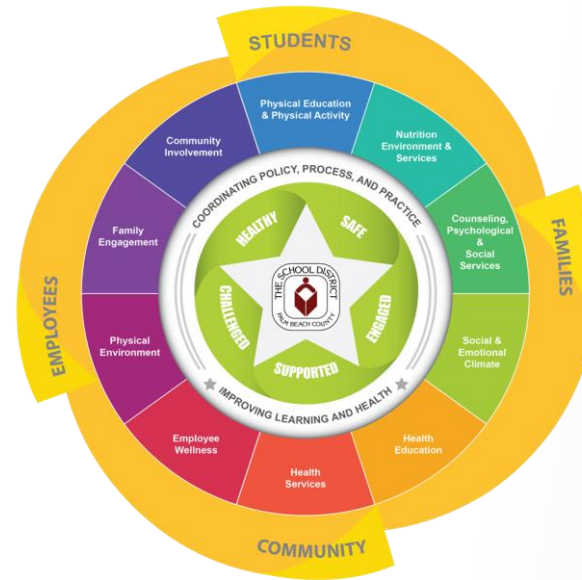 STUDENTS
FAMILIES
COMMUNITY
EMPLOYEES
Physical Education
& Physical Activity
Nutrition
Environment &
Services
Counseling,
Psychological
&
Social
Services
Social &
Emotional
Climate
Health
Education
Health
Services
Employee
Wellness
Physical
Environment
Family
Engagement
Community
Involvement
COORDINATING POLICY, PROCESS, AND PRACTICE
IMPROVING LEARNING AND HEALTH
HEALTHY
SAFE
ENGAGED
SUPPORTED
CHALLENGED
THE SCHOOL DISTRICT
PALM BEACH COUNTY